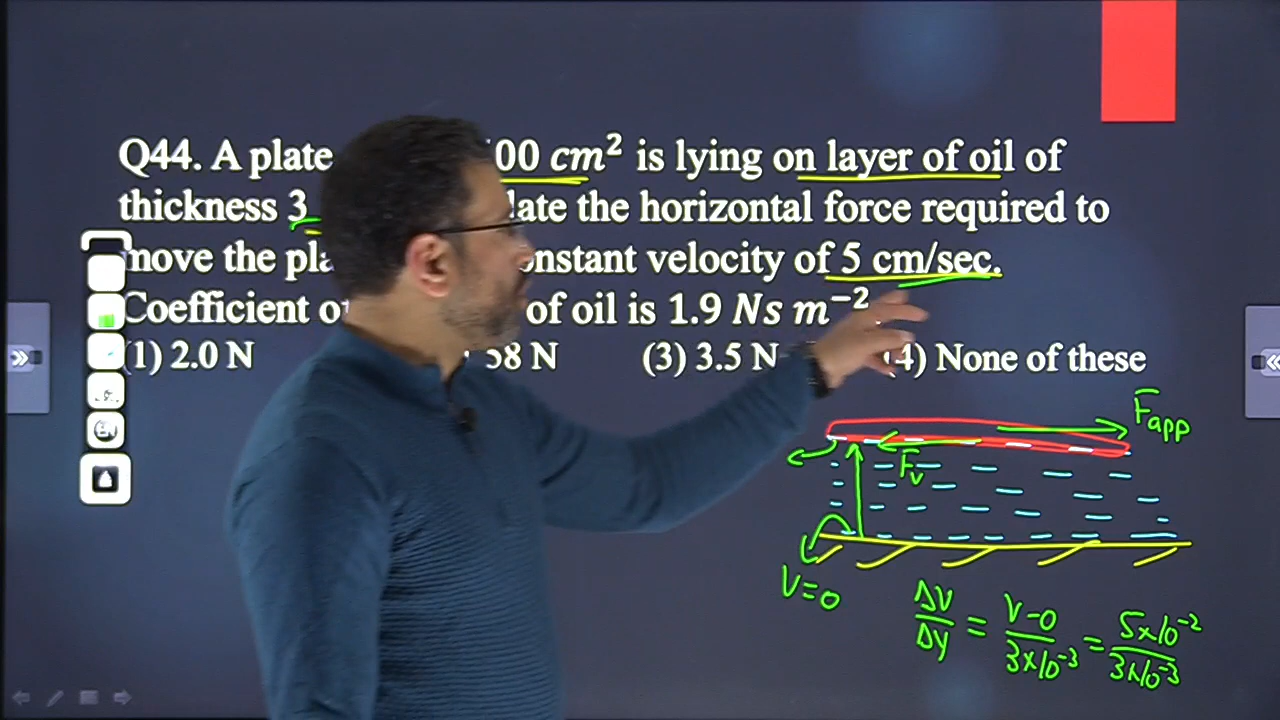 Q44. A plate 00 cm² is lying on layer of oil of
thickness 3 late the horizontal force required to
move the pla onstant velocity of 5 cm/sec.
Coefficient of of oil is 1.9 Ns m⁻²
(1) 2.0 N 58 N (3) 3.5 N (4) None of these
F_app
F_v
V=0
ΔV/Δy = V-0/3×10⁻³ = 5×10⁻²/3×10⁻³